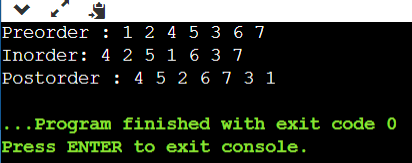 Preorder: 1 2 4 5 3 6 7
Inorder: 4 2 5 1 6 3 7
Postorder : 4 5 2 6 7 3 1
...Program finished with exit code 0
Press ENTER to exit console.